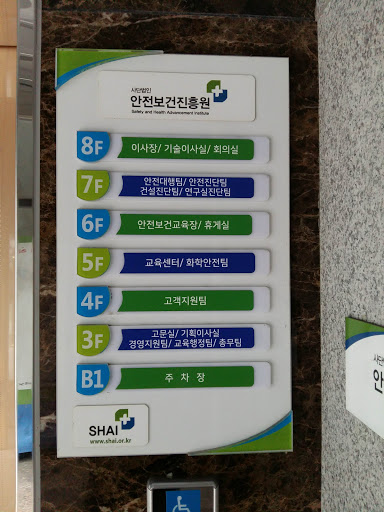 사단법인
안전보건진흥원
Safety and Health Advancement Institute
8F 이사장/ 기술이사실/ 회의실
7F 안전대행팀/ 안전진단팀
건설진단팀/ 연구실진단팀
6F 안전보건교육장/ 휴게실
5F 교육센터/ 화학안전팀
4F 고객지원팀
3F 고문실/ 기획이사실
경영지원팀/ 교육행정팀/ 총무팀
B1 주 차 장
SHAI
www.shai.or.kr
사단
안